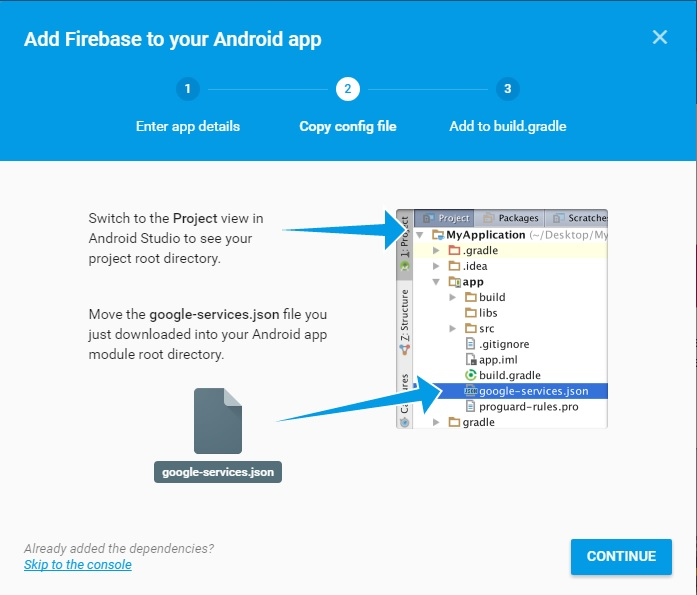 Add Firebase to your Android app
1
2
3
Enter app details
Copy config file
Add to build.gradle
Switch to the Project view in
Android Studio to see your
project root directory.
Move the google-services.json file you
just downloaded into your Android app
module root directory.
google-services.json
Project
Packages
Scratche
1: Project
MyApplication (~/Desktop/My
.gradle
.idea
app
build
libs
src
.gitignore
app.iml
build.gradle
google-services.json
proguard-rules.pro
gradle
Z: Structure
Already added the dependencies?
Skip to the console
CONTINUE